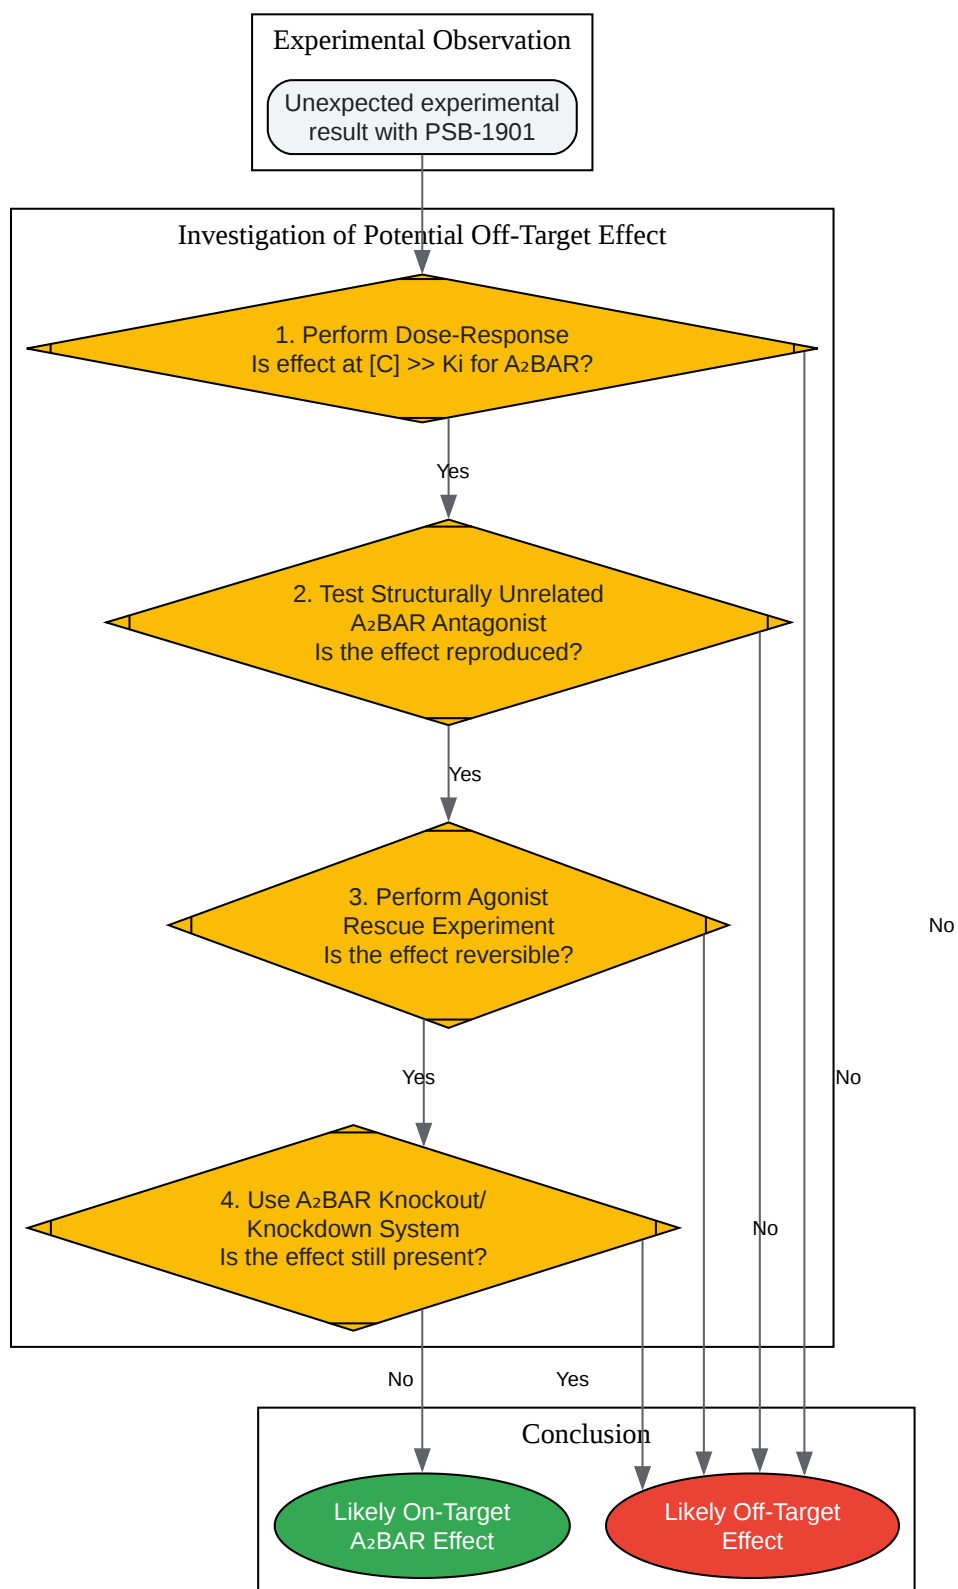 Experimental Observation
Unexpected experimental
result with PSB-1901
Investigation of Potential Off-Target Effect
1. Perform Dose-Response
Is effect at [C] >> Ki for A₂BAR?
Yes
2. Test Structurally Unrelated
A₂BAR Antagonist
Is the effect reproduced?
Yes
3. Perform Agonist
Rescue Experiment
Is the effect reversible?
No
Yes
No
4. Use A₂BAR Knockout/
Knockdown System
Is the effect still present?
No
No
Yes
Conclusion
Likely On-Target
A₂BAR Effect
Likely Off-Target
Effect